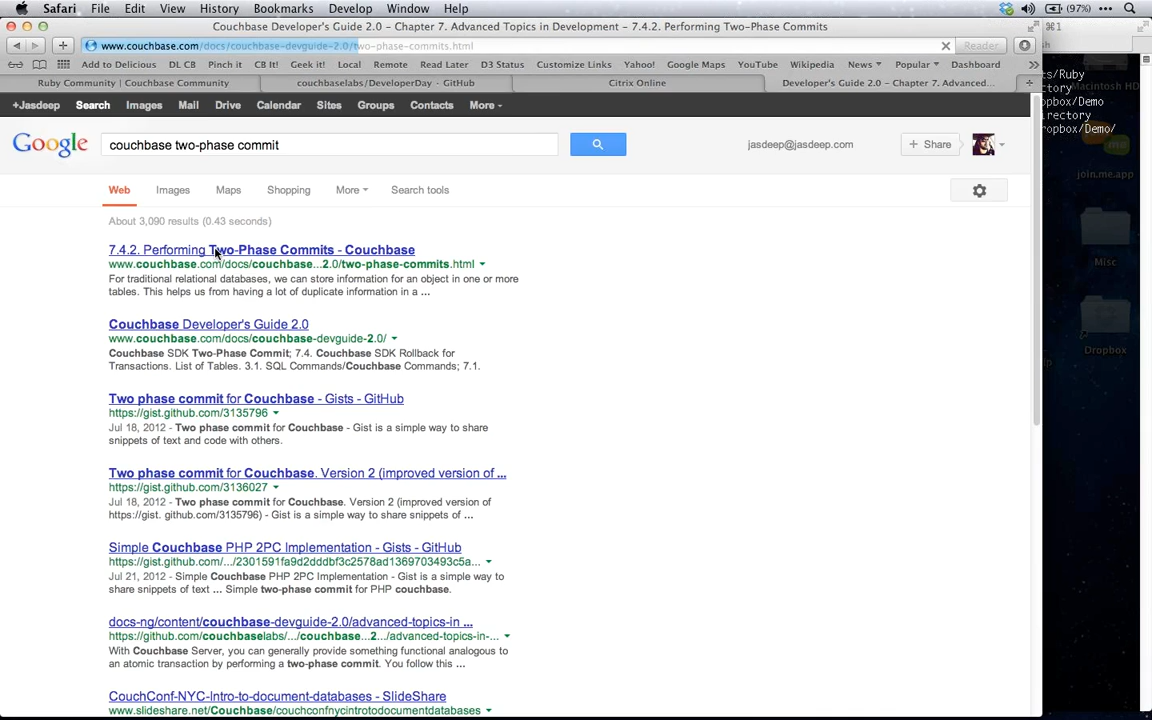 Safari File Edit View History Bookmarks Develop Window Help (97%)
Couchbase Developer's Guide 2.0 – Chapter 7. Advanced Topics in Development – 7.4.2. Performing Two-Phase Commits
www.couchbase.com/docs/couchbase-devguide-2.0/two-phase-commits.html Reader
Add to Delicious DL CB Pinch it CB It! Geek it! Local Remote Read Later D3 Status Customize Links Yahoo! Google Maps YouTube Wikipedia News Popular Dashboard
Ruby Community | Couchbase Community couchbaselabs/DeveloperDay · GitHub Citrix Online Developer's Guide 2.0 – Chapter 7. Advanced...
+Jasdeep Search Images Mail Drive Calendar Sites Groups Contacts More
Google couchbase two-phase commit jasdeep@jasdeep.com + Share
Web Images Maps Shopping More Search tools
About 3,090 results (0.43 seconds)
7.4.2. Performing Two-Phase Commits - Couchbase
www.couchbase.com/docs/couchbase...2.0/two-phase-commits.html
For traditional relational databases, we can store information for an object in one or more
tables. This helps us from having a lot of duplicate information in a ...
Couchbase Developer's Guide 2.0
www.couchbase.com/docs/couchbase-devguide-2.0/
Couchbase SDK Two-Phase Commit; 7.4. Couchbase SDK Rollback for
Transactions. List of Tables. 3.1. SQL Commands/Couchbase Commands; 7.1.
Two phase commit for Couchbase - Gists - GitHub
https://gist.github.com/3135796
Jul 18, 2012 - Two phase commit for Couchbase - Gist is a simple way to share
snippets of text and code with others.
Two phase commit for Couchbase. Version 2 (improved version of ...
https://gist.github.com/3136027
Jul 18, 2012 - Two phase commit for Couchbase. Version 2 (improved version of
https://gist. github.com/3135796) - Gist is a simple way to share snippets of ...
Simple Couchbase PHP 2PC Implementation - Gists - GitHub
https://gist.github.com/.../2301591fa9d2dddbf3c2578ad1369703493c5a...
Jul 21, 2012 - Simple Couchbase PHP 2PC Implementation - Gist is a simple way to
share snippets of text ... Simple two-phase commit for PHP couchbase.
docs-ng/content/couchbase-devguide-2.0/advanced-topics-in ...
https://github.com/couchbaselabs/.../couchbase...2.../advanced-topics-in-...
With Couchbase Server, you can generally provide something functional analogous to
an atomic transaction by performing a two-phase commit. You follow this ...
CouchConf-NYC-Intro-to-document-databases - SlideShare
www.slideshare.net/Couchbase/couchconfnycintrotodocumentdatabases
⌘1
sh
ts/Ruby
ctory
Macintosh HD
opbox/Demo
irectory
ropbox/Demo/
me
join.me.app
Misc
Dropbox